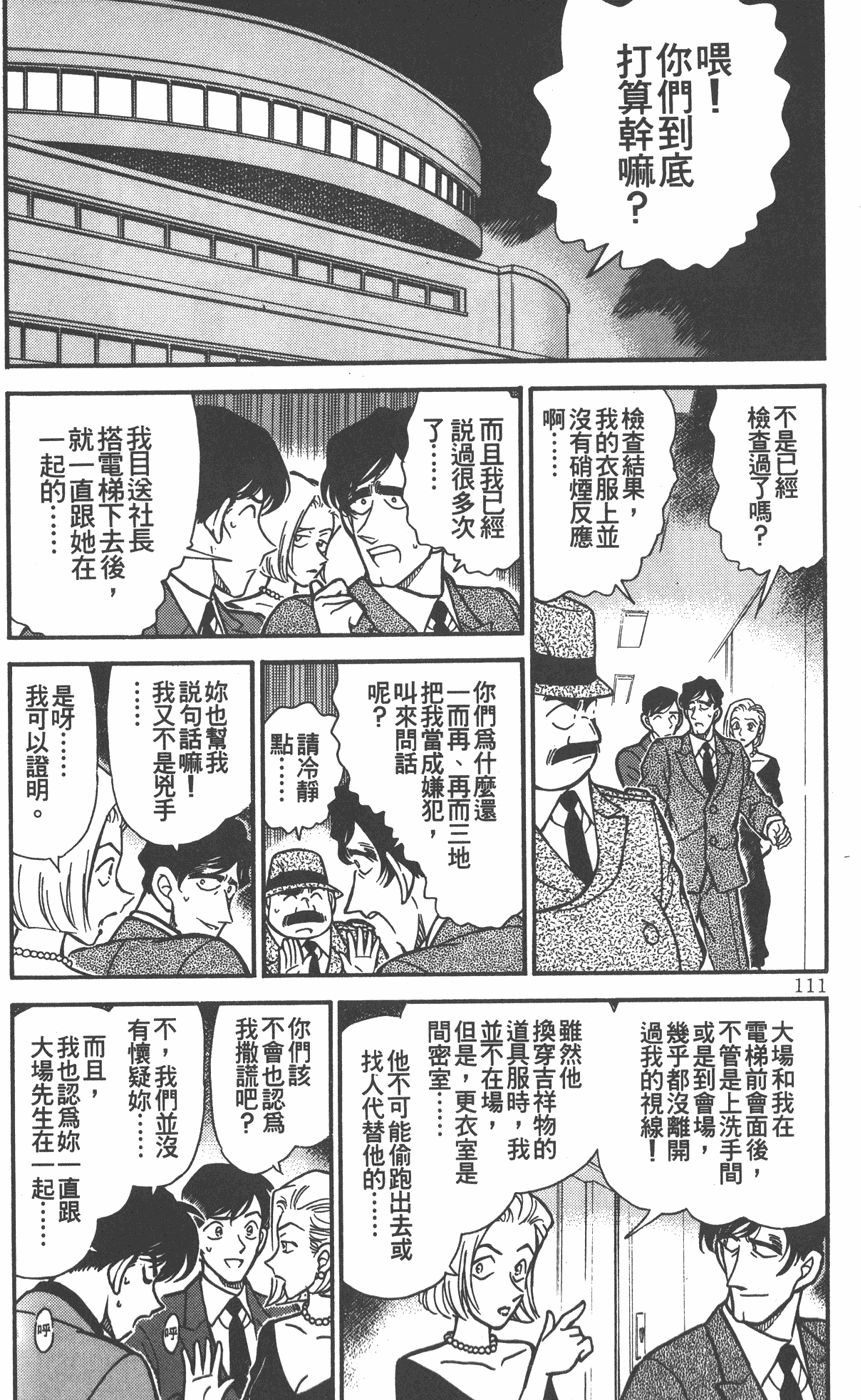 喂！
你們到底
打算幹嘛？
不是已經
檢查過了嗎？
檢查結果，
我的衣服上並
沒有硝煙反應
啊……
而且我已經
説過很多次
了……
我目送社長
搭電梯下去後，
就一直跟她在
一起的……
你們爲什麼還
一而再、再而三地
把我當成嫌犯，
叫來問話
呢？
請冷靜
點……
妳也幫我
説句話嘛！
我又不是兇手
……
是呀……
我可以證明。
111
大場和我在
電梯前會面後，
不管是上洗手間
或是到會場，
幾乎都沒離開
過我的視線！
雖然他
換穿吉祥物的
道具服時，我
並不在場，
但是，更衣室是
間密室……
他不可能偷跑出去或
找人代替他的……
你們該
不會也認爲
我撒謊吧？
不，我們並沒
有懷疑妳……
而且，
我也認爲妳一直跟
大場先生在一起……
呼
呼